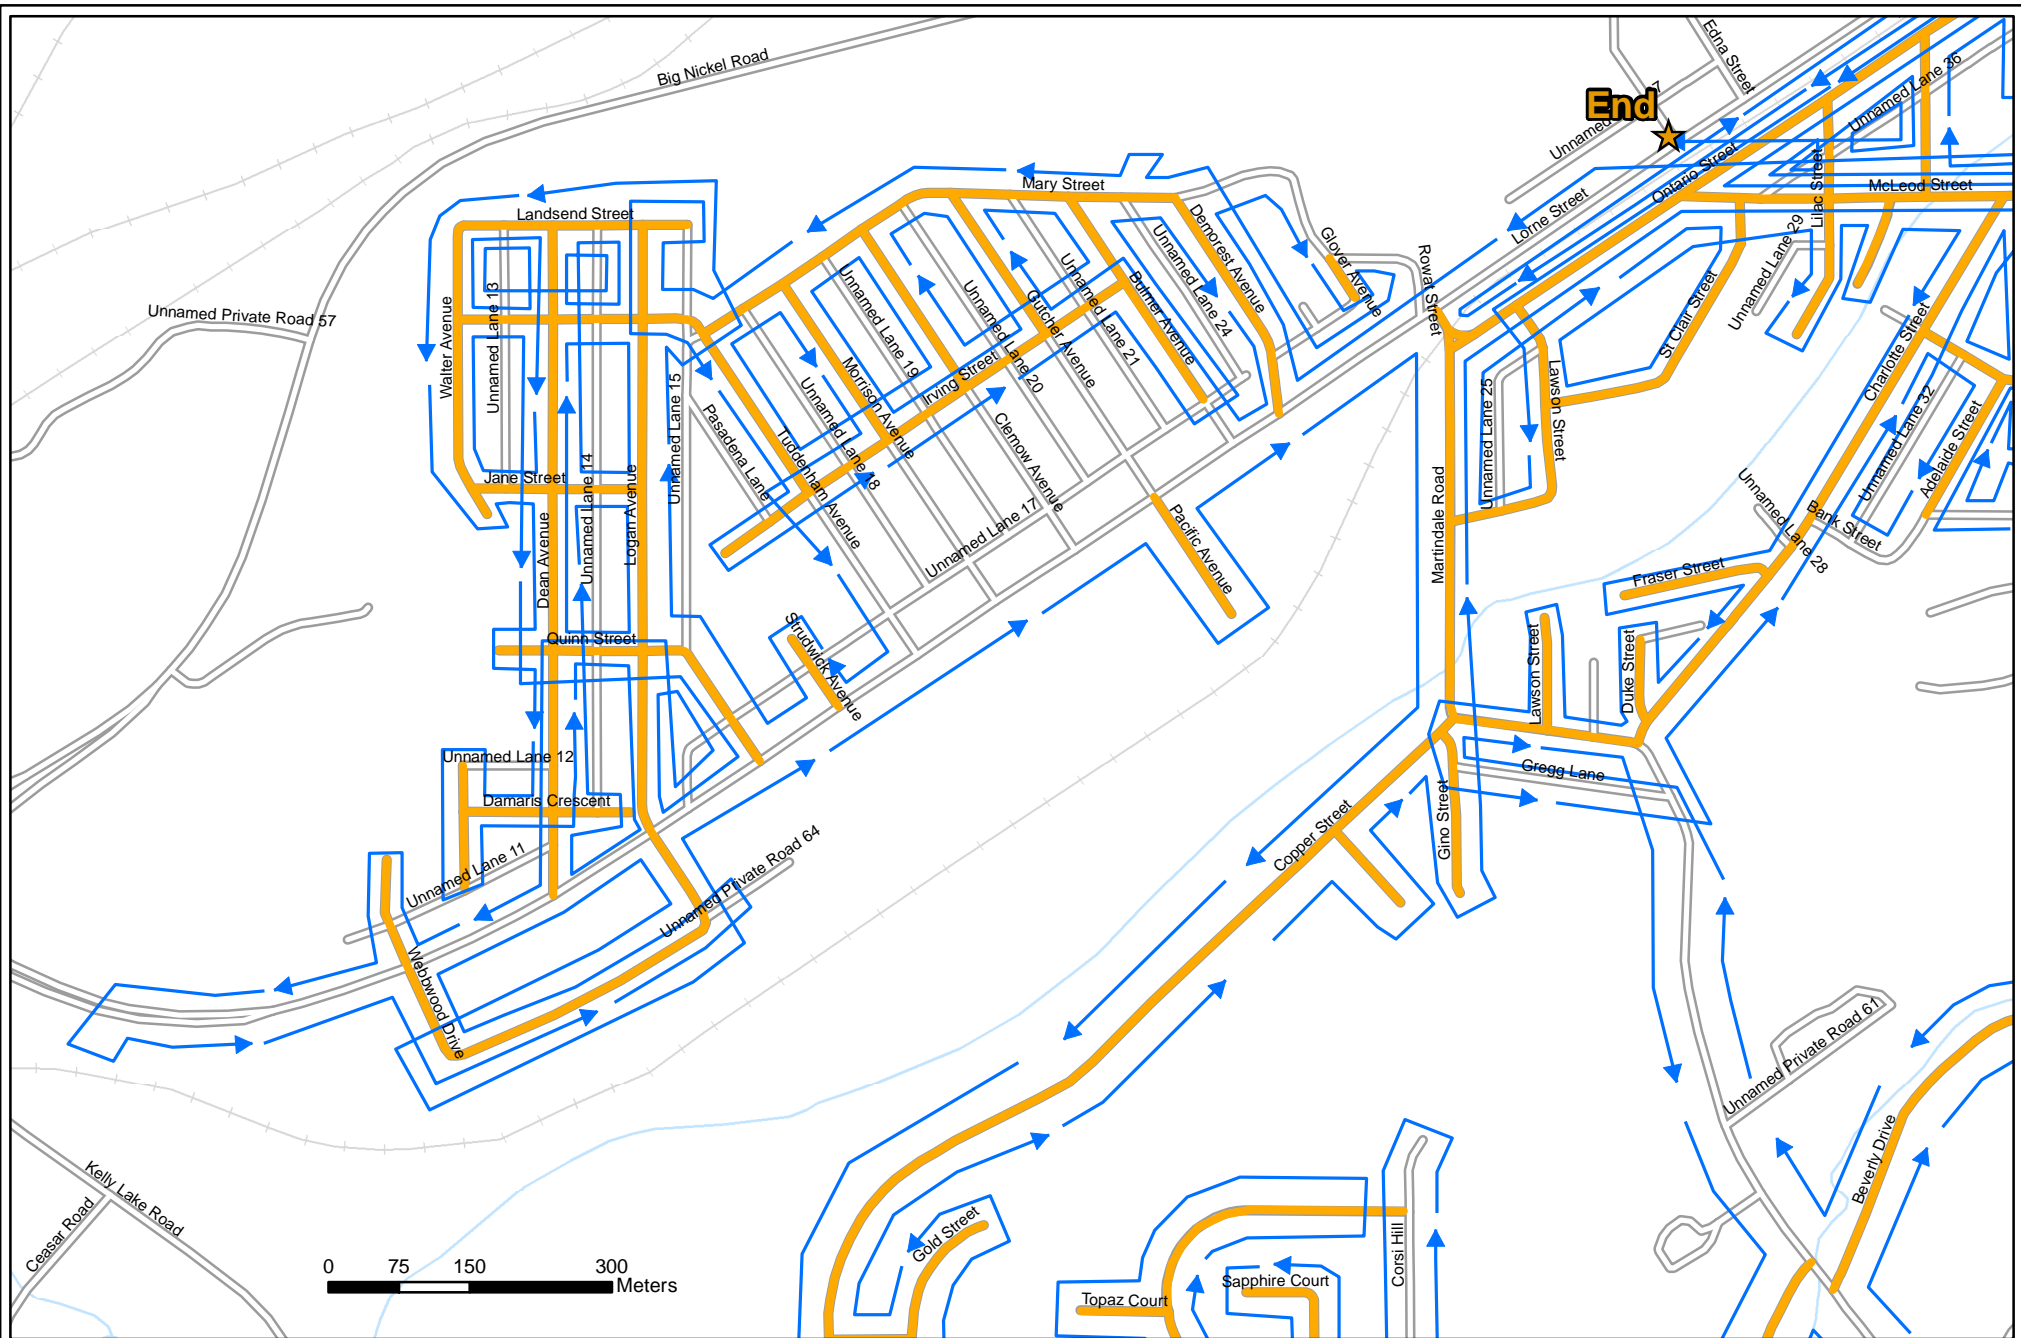 Edna Street
Big Nickel Road
Unnamed Lane 36
End
7
Unnamed
Ontario Street
Lilac Street
McLeod Street
Mary Street
Landsend Street
Demorest Avenue
Lorne Street
Unnamed Lane 29
Glover Avenue
Rowat Street
Unnamed Lane 24
Unnamed Lane 21
Bulmer Avenue
Gutcher Avenue
Unnamed Lane 20
Unnamed Lane 19
Unnamed Private Road 57
Walter Avenue
Unnamed Lane 13
St Clair Street
Charlotte Street
Irving Street
Morrison Avenue
Unnamed Lane 18
Tuddenham Avenue
Pasadena Lane
Unnamed Lane 15
Lawson Street
Unnamed Lane 25
Unnamed Lane 32
Adelaide Street
Clemow Avenue
Jane Street
Unnamed Lane 14
Logan Avenue
Dean Avenue
Martindale Road
Unnamed Lane 28
Bank Street
Unnamed Lane 17
Pacific Avenue
Fraser Street
Quinn Street
Strudwick Avenue
Lawson Street
Duke Street
Unnamed Lane 12
Gregg Lane
Damaris Crescent
Copper Street
Gino Street
Unnamed Lane 11
Unnamed Private Road 64
Webbwood Drive
Unnamed Private Road 61
Beverly Drive
Kelly Lake Road
Ceasar Road
Gold Street
Corsi Hill
Sapphire Court
Topaz Court
0 75 150 300
Meters